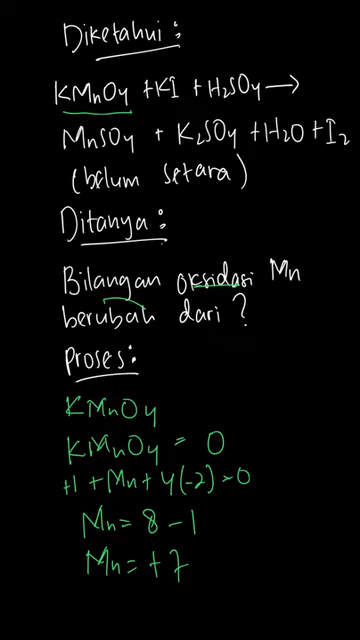 Diketahui :
KMnO4 + KI + H2SO4 →
MnSO4 + K2SO4 + H2O + I2
(belum setara)
Ditanya :
Bilangan oksidasi Mn
berubah dari ?
Proses :
KMnO4
KMnO4 = 0
+1 + Mn + 4(-2) = 0
Mn = 8 - 1
Mn = +7